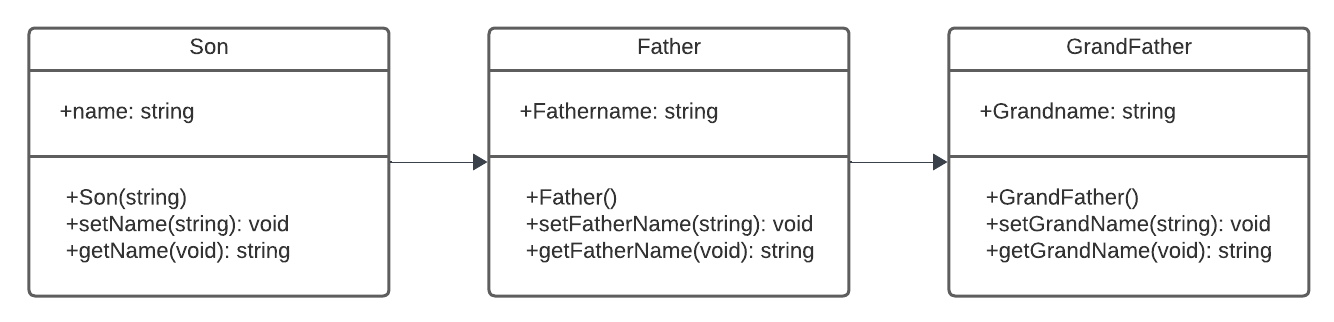 Son
+name: string
+Son(string)
+setName(string): void
+getName(void): string
Father
+Fathername: string
+Father()
+setFatherName(string): void
+getFatherName(void): string
GrandFather
+Grandname: string
+GrandFather()
+setGrandName(string): void
+getGrandName(void): string